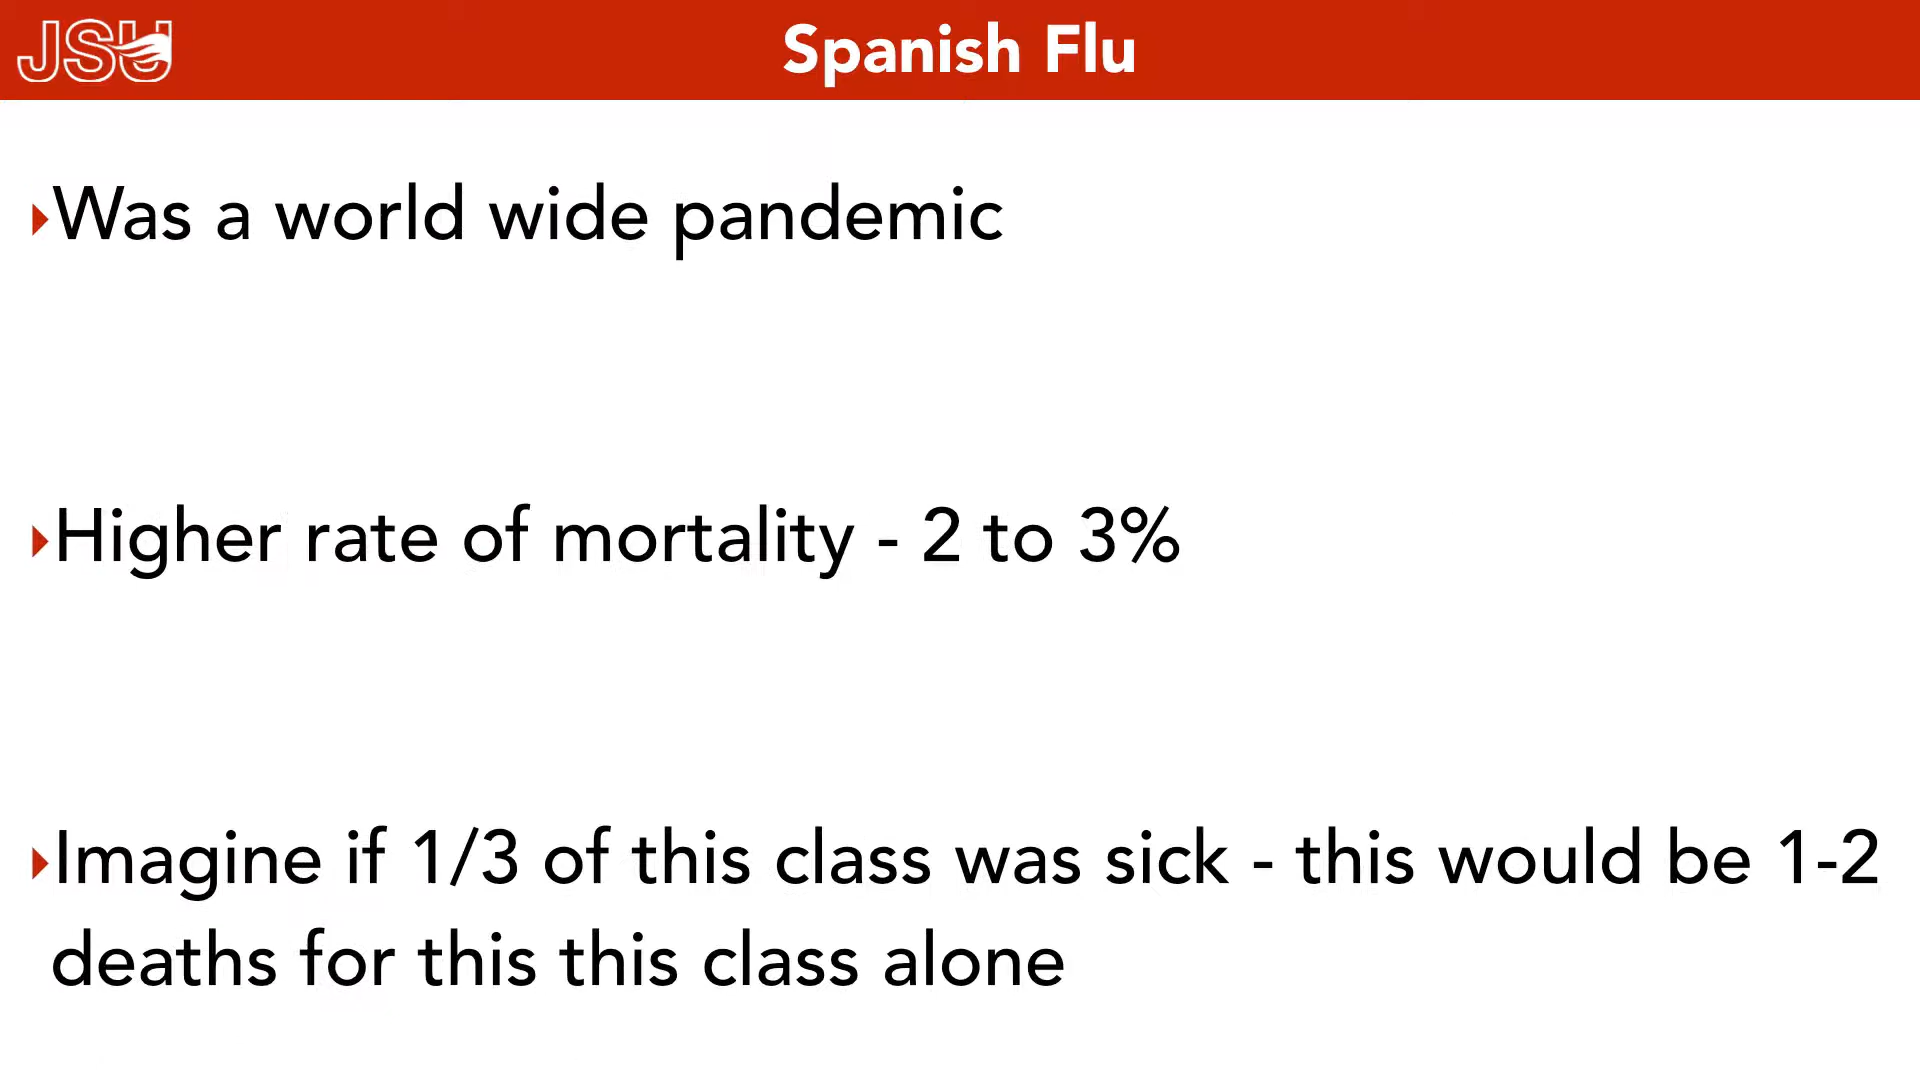 JSU
Spanish Flu
Was a world wide pandemic
Higher rate of mortality - 2 to 3%
Imagine if 1/3 of this class was sick - this would be 1-2
deaths for this this class alone